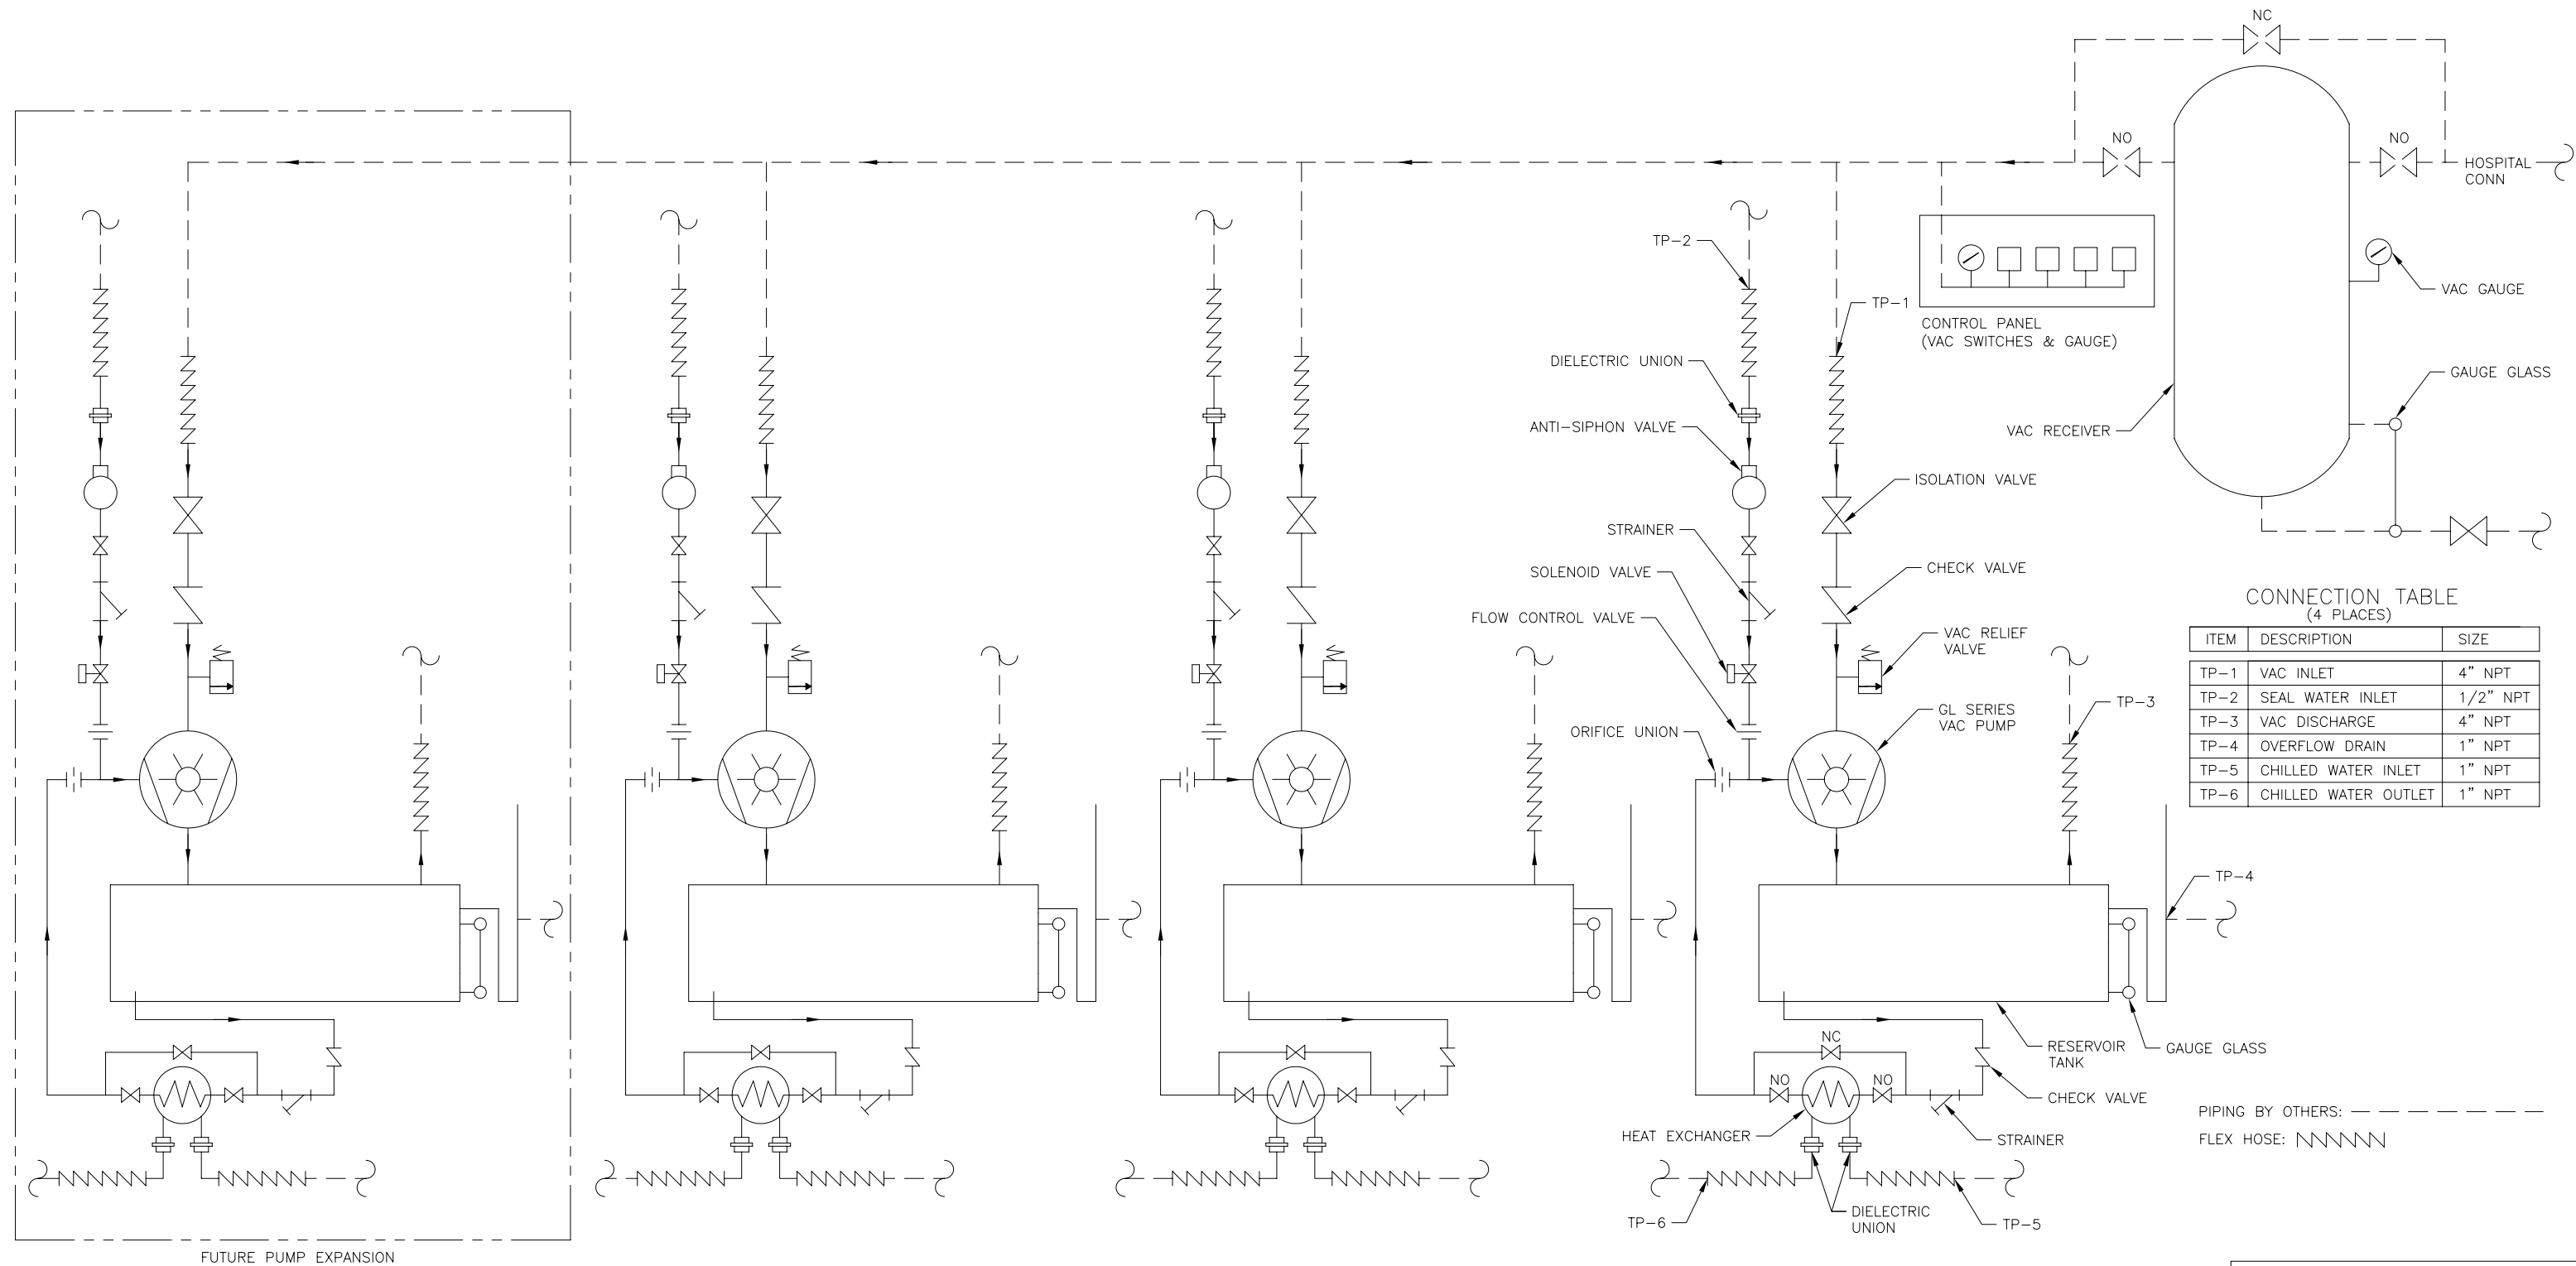 NC
NO
NO
HOSPITAL
CONN
TP-2
TP-1
VAC GAUGE
CONTROL PANEL
(VAC SWITCHES & GAUGE)
DIELECTRIC UNION
GAUGE GLASS
ANTI-SIPHON VALVE
VAC RECEIVER
ISOLATION VALVE
STRAINER
SOLENOID VALVE
CHECK VALVE
FLOW CONTROL VALVE
VAC RELIEF
VALVE
CONNECTION TABLE
(4 PLACES)
ITEM DESCRIPTION SIZE
TP-1 VAC INLET 4" NPT
TP-2 SEAL WATER INLET 1/2" NPT
TP-3 VAC DISCHARGE 4" NPT
TP-4 OVERFLOW DRAIN 1" NPT
TP-5 CHILLED WATER INLET 1" NPT
TP-6 CHILLED WATER OUTLET 1" NPT
TP-3
GL SERIES
VAC PUMP
ORIFICE UNION
TP-4
NC
NO
NO
RESERVOIR
TANK
GAUGE GLASS
CHECK VALVE
HEAT EXCHANGER
STRAINER
PIPING BY OTHERS:
FLEX HOSE:
TP-6
DIELECTRIC
UNION
TP-5
FUTURE PUMP EXPANSION